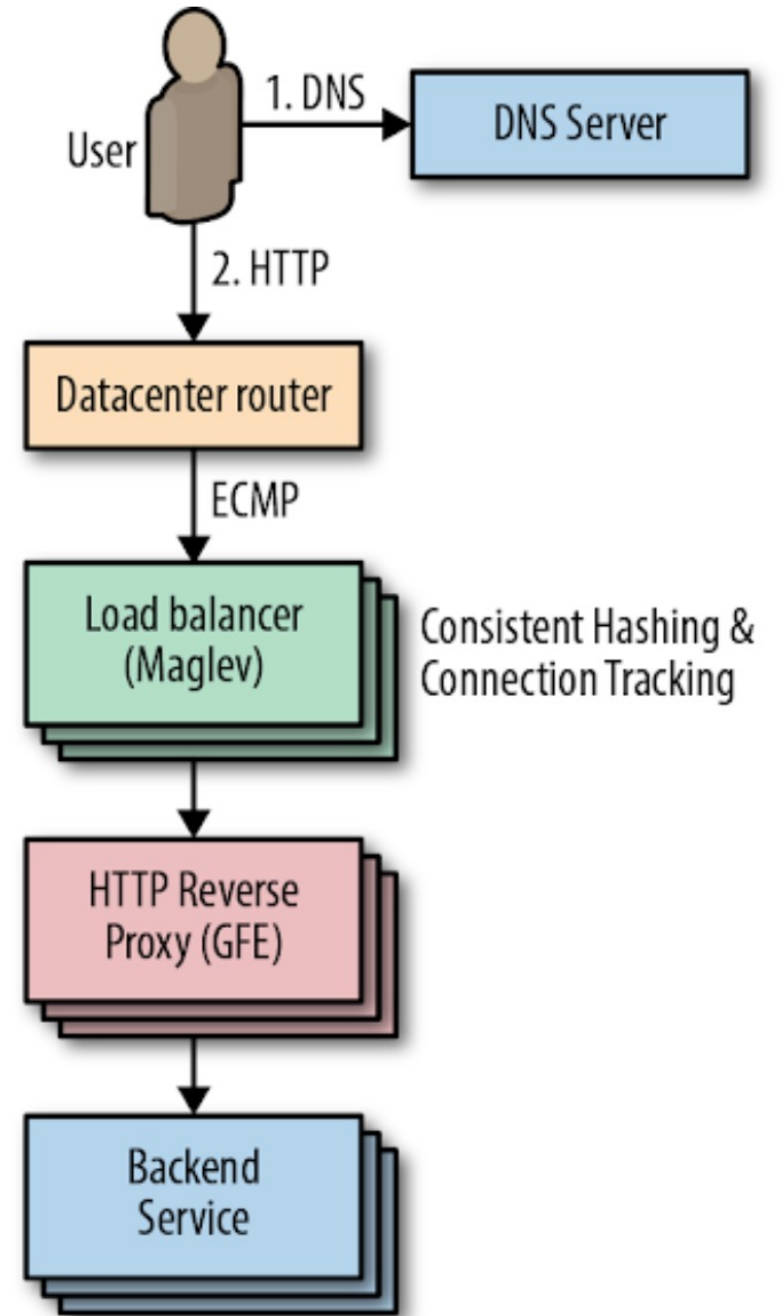 1. DNS
DNS Server
User
2. HTTP
Datacenter router
ECMP
Load balancer
(Maglev)
Consistent Hashing &
Connection Tracking
HTTP Reverse
Proxy (GFE)
Backend
Service